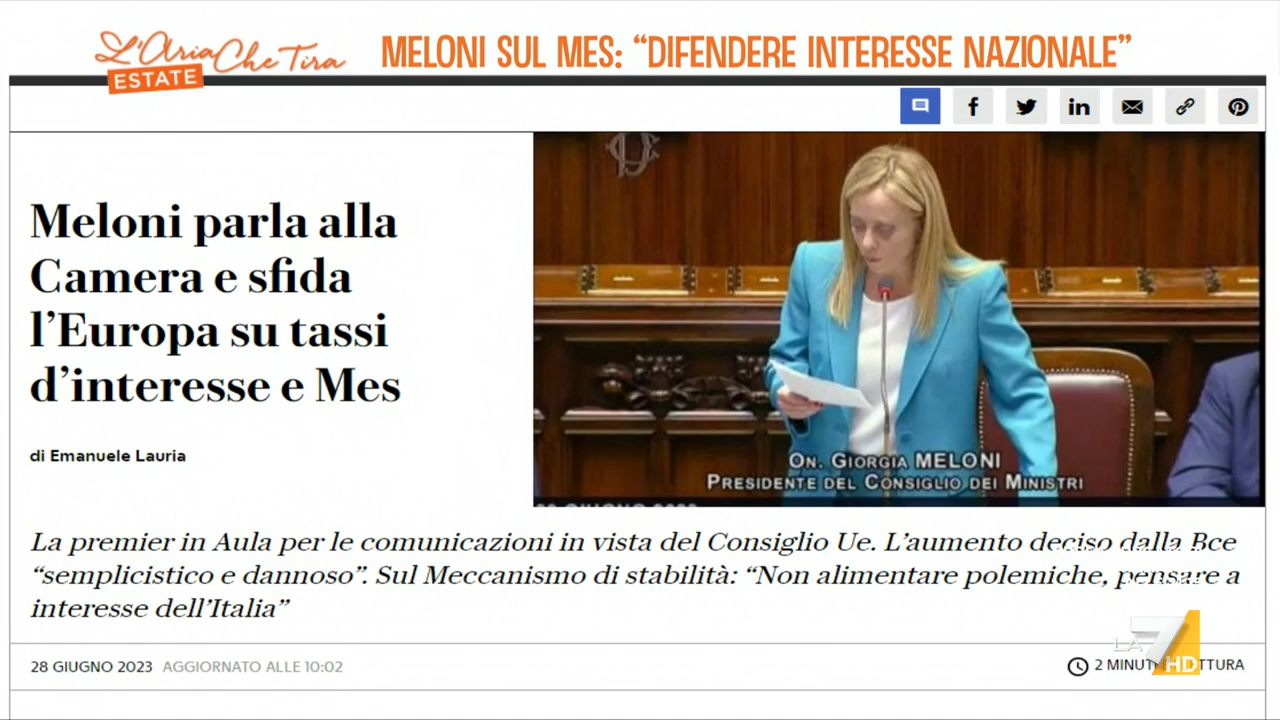 L'Aria Che Tira
ESTATE
MELONI SUL MES: “DIFENDERE INTERESSE NAZIONALE”
Meloni parla alla
Camera e sfida
l’Europa su tassi
d’interesse e Mes
di Emanuele Lauria
ON. GIORGIA MELONI
PRESIDENTE DEL CONSIGLIO DEI MINISTRI
La premier in Aula per le comunicazioni in vista del Consiglio Ue. L’aumento deciso dalla Bce
“semplicistico e dannoso”. Sul Meccanismo di stabilità: “Non alimentare polemiche, pensare a
interesse dell’Italia”
28 GIUGNO 2023 AGGIORNATO ALLE 10:02
2 MINUTI
LA 7 HD